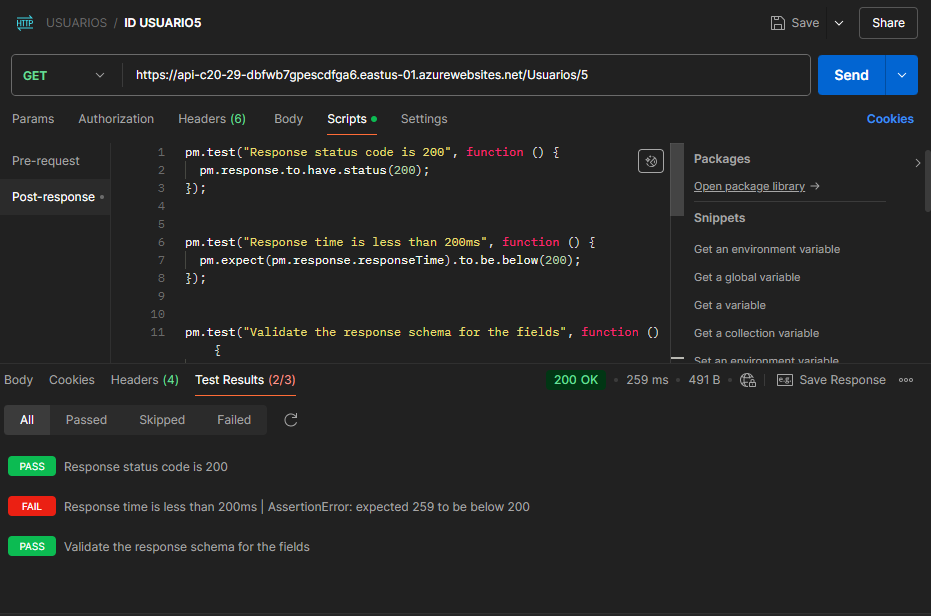 HTTP USUARIOS / ID USUARIO5 Save Share
GET https://api-c20-29-dbfwb7gpescdfga6.eastus-01.azurewebsites.net/Usuarios/5 Send
Params Authorization Headers (6) Body Scripts Settings Cookies
Pre-request
Post-response
1 pm.test("Response status code is 200", function () {
2 pm.response.to.have.status(200);
3 });
4
5
6 pm.test("Response time is less than 200ms", function () {
7 pm.expect(pm.response.responseTime).to.be.below(200);
8 });
9
10
11 pm.test("Validate the response schema for the fields", function ()
{
Packages
Open package library →
Snippets
Get an environment variable
Get a global variable
Get a variable
Get a collection variable
Set an environment variable
Body Cookies Headers (4) Test Results (2/3) 200 OK 259 ms 491 B e.g. Save Response
All Passed Skipped Failed
PASS Response status code is 200
FAIL Response time is less than 200ms | AssertionError: expected 259 to be below 200
PASS Validate the response schema for the fields